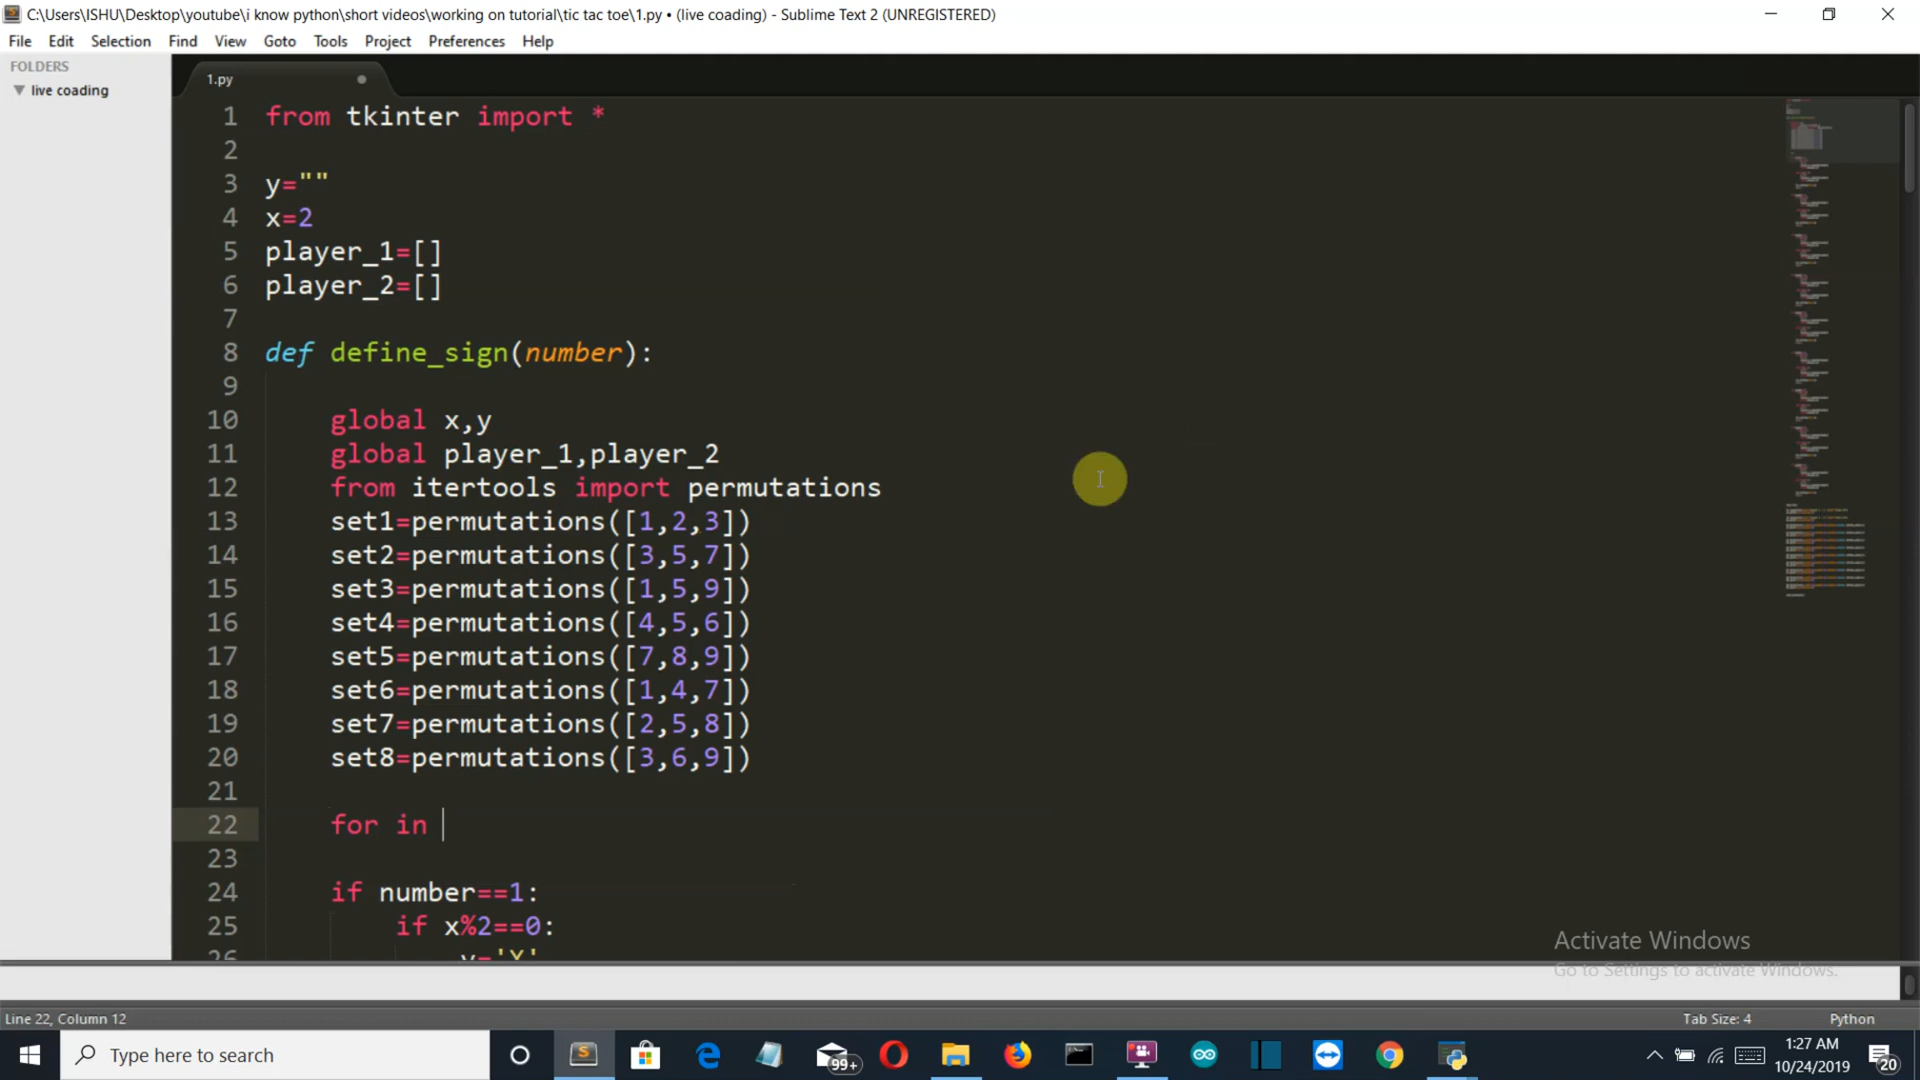 C:\Users\ISHU\Desktop\youtube\i know python\short videos\working on tutorial\tic tac toe\1.py • (live coading) - Sublime Text 2 (UNREGISTERED)
File Edit Selection Find View Goto Tools Project Preferences Help
FOLDERS
live coading
1.py
1 from tkinter import *
2
3 y=""
4 x=2
5 player_1=[]
6 player_2=[]
7
8 def define_sign(number):
9
10 global x,y
11 global player_1,player_2
12 from itertools import permutations
13 set1=permutations([1,2,3])
14 set2=permutations([3,5,7])
15 set3=permutations([1,5,9])
16 set4=permutations([4,5,6])
17 set5=permutations([7,8,9])
18 set6=permutations([1,4,7])
19 set7=permutations([2,5,8])
20 set8=permutations([3,6,9])
21
22 for in
23
24 if number==1:
25 if x%2==0:
26 y='X'
Activate Windows
Go to Settings to activate Windows.
Line 22, Column 12
Tab Size: 4 Python
Type here to search
99+
1:27 AM
10/24/2019
20